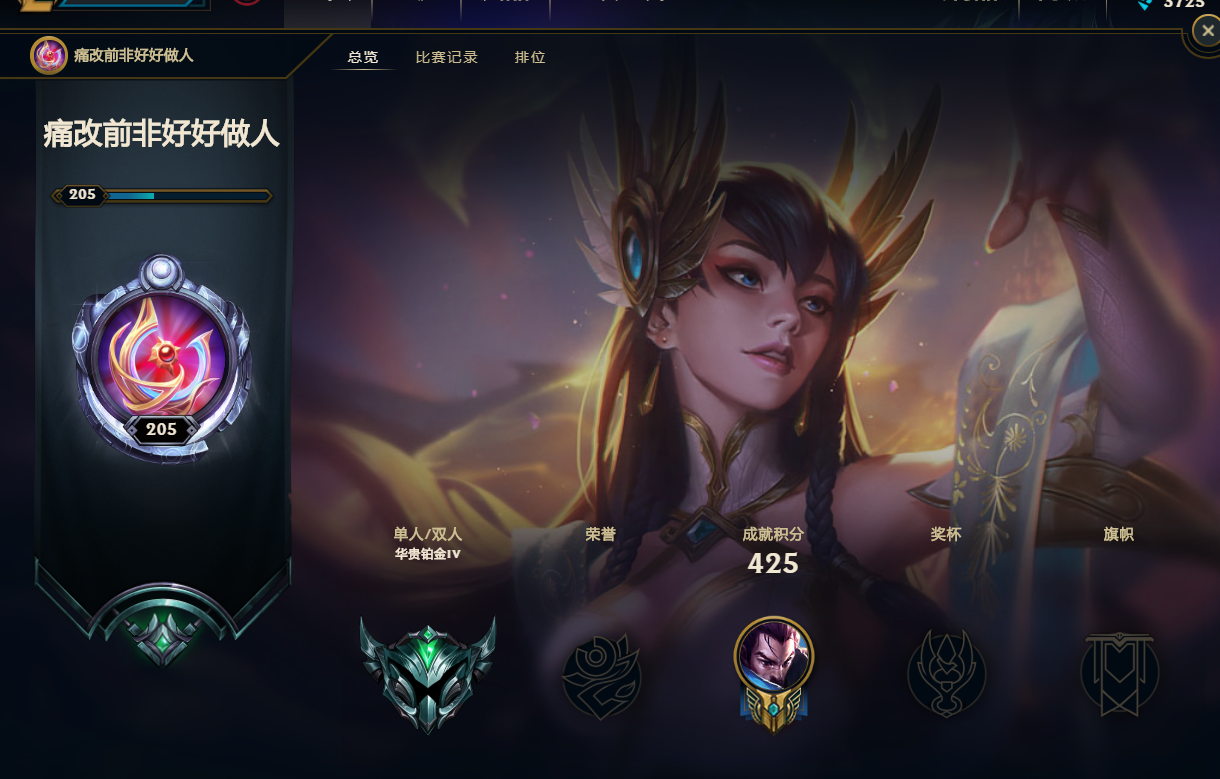 3725
痛改前非好好做人
总览
比赛记录
排位
痛改前非好好做人
205
205
单人/双人
华贵铂金IV
荣誉
成就积分
425
奖杯
旗帜